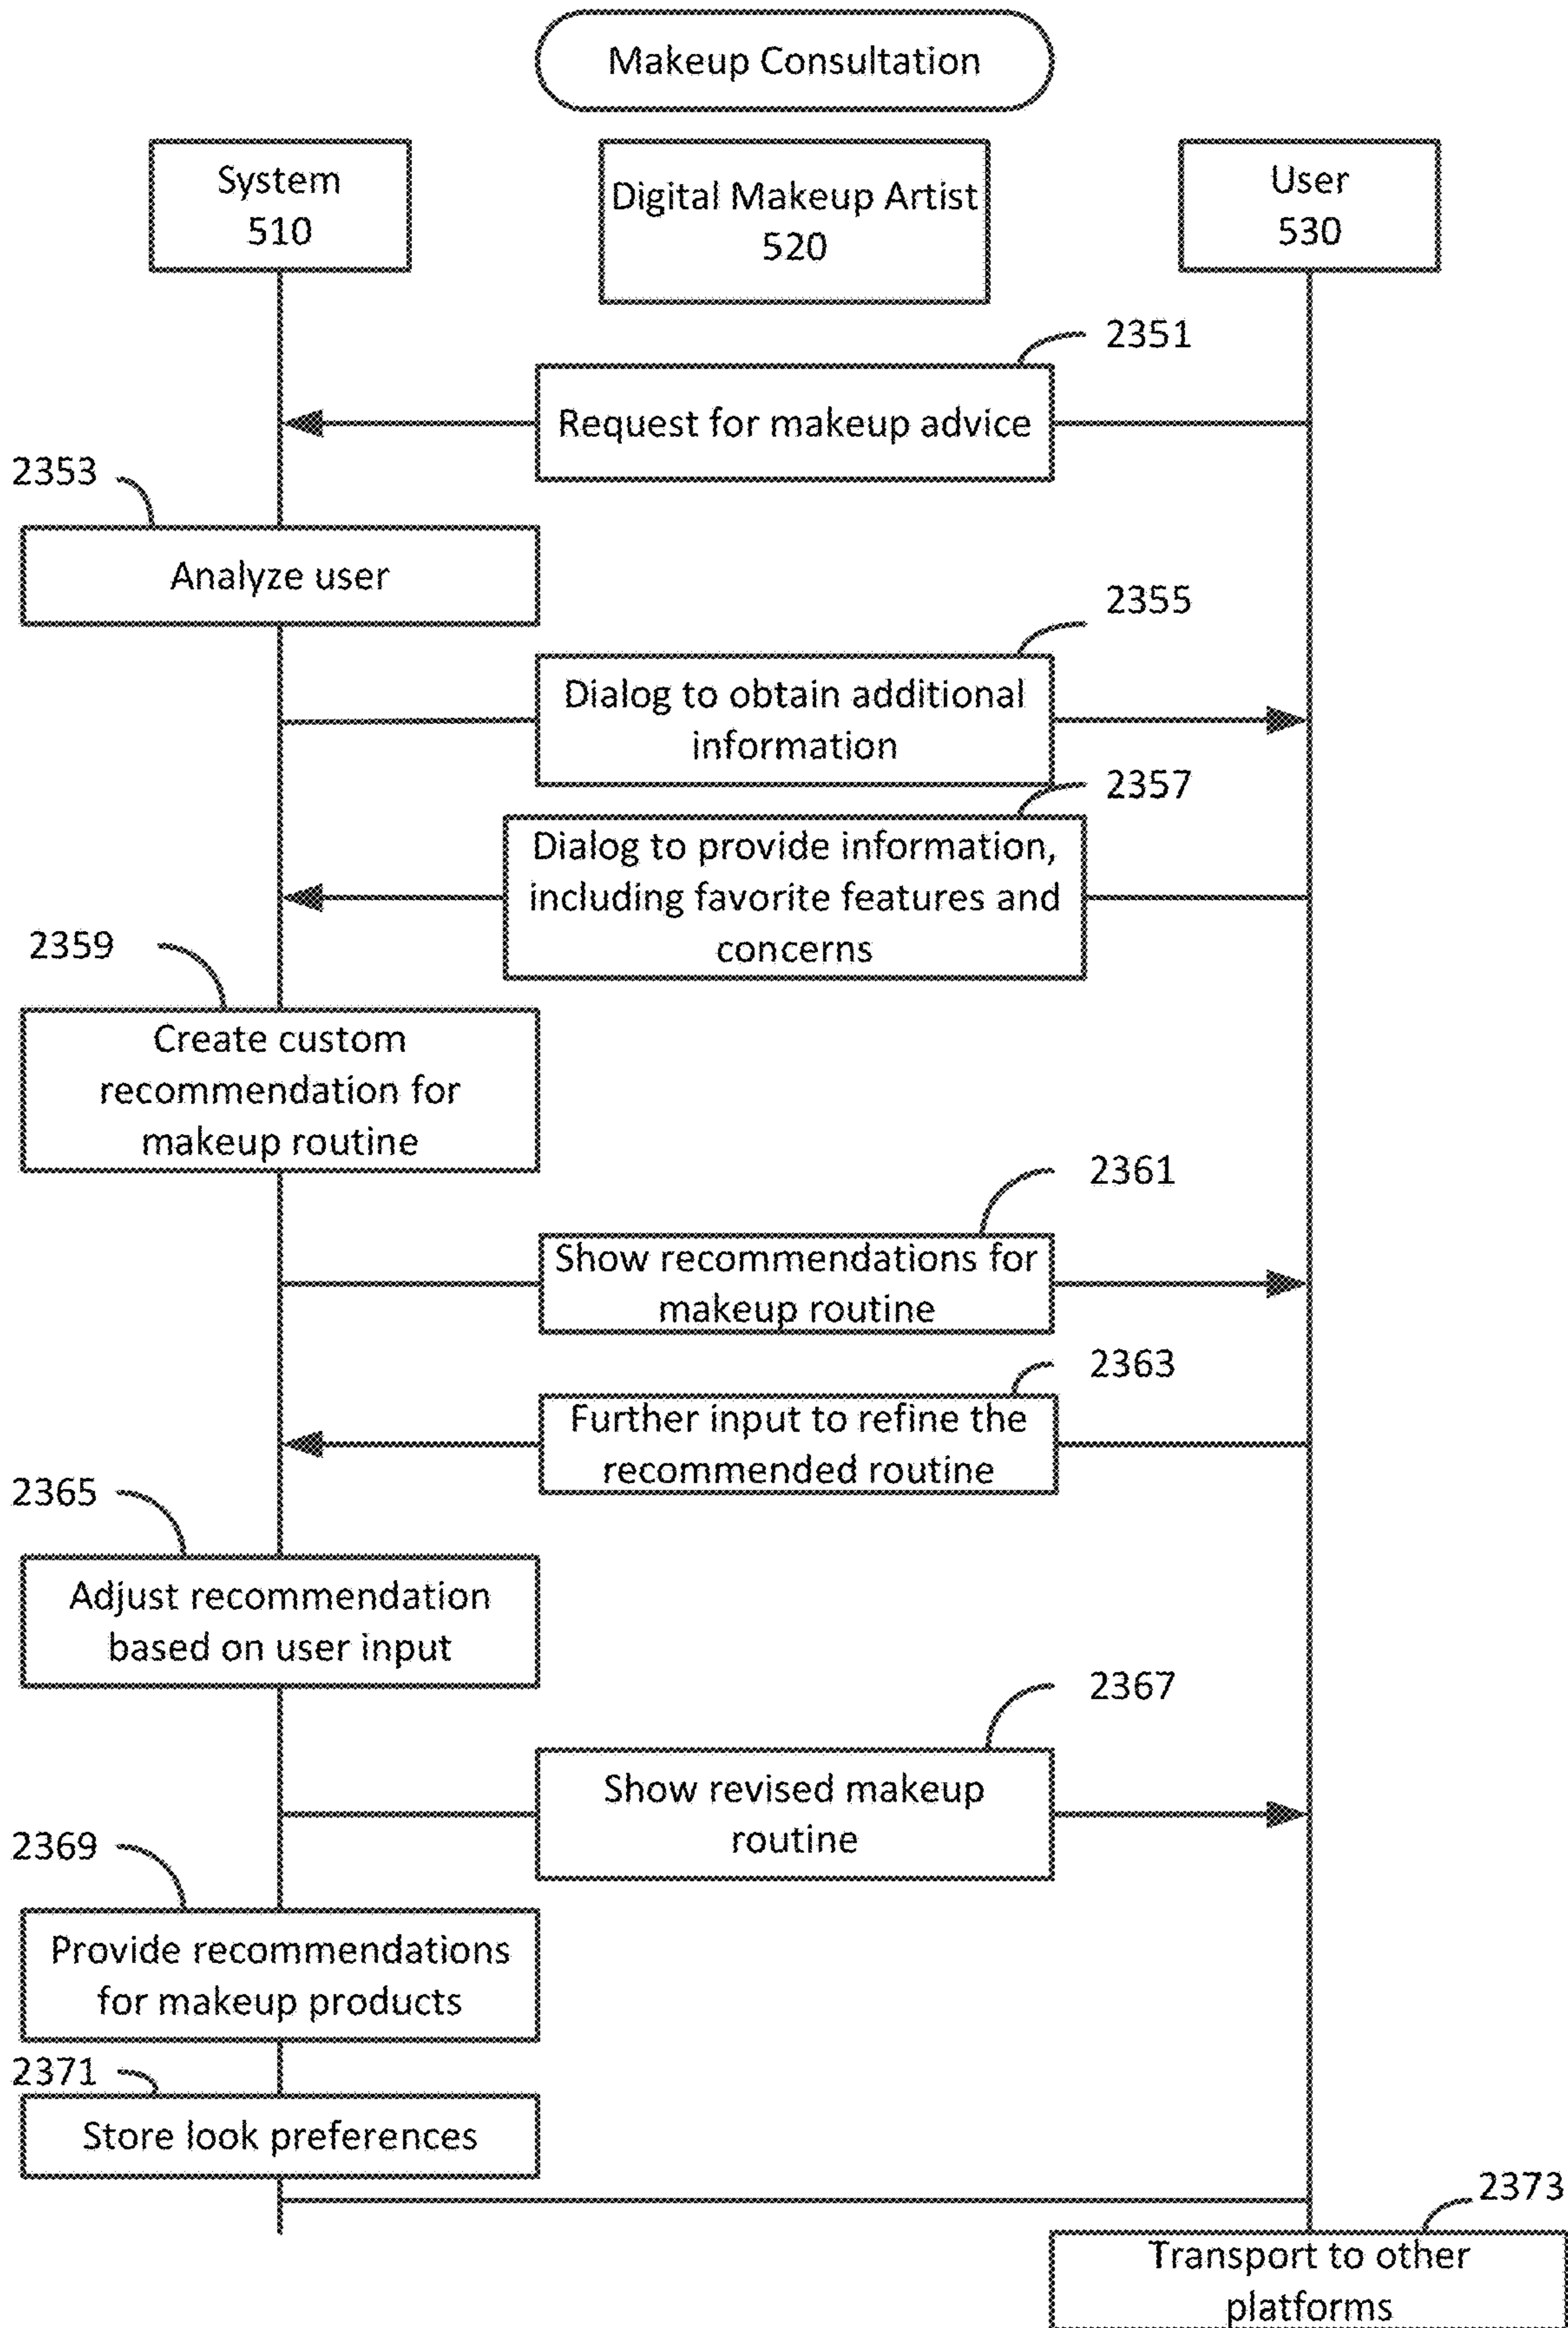 Makeup Consultation
System
510
Digital Makeup Artist
520
User
530
2351
Request for makeup advice
2353
Analyze user
2355
Dialog to obtain additional
information
2357
Dialog to provide information,
including favorite features and
concerns
2359
Create custom
recommendation for
makeup routine
2361
Show recommendations for
makeup routine
2363
Further input to refine the
recommended routine
2365
Adjust recommendation
based on user input
2367
Show revised makeup
routine
2369
Provide recommendations
for makeup products
2371
Store look preferences
2373
Transport to other
platforms